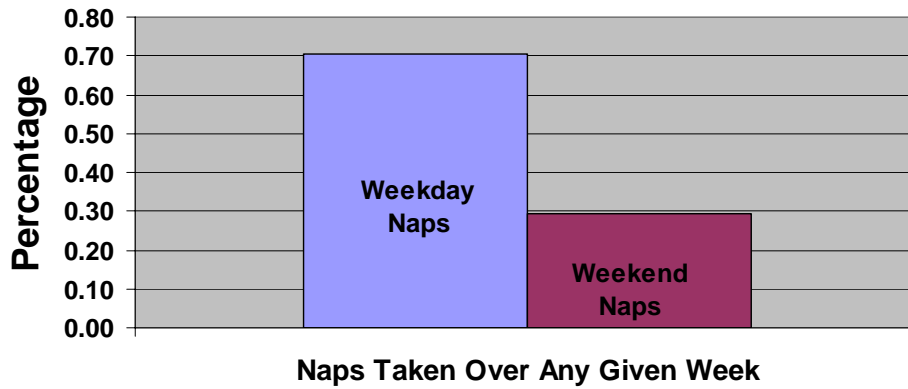 0.80
0.70
0.60
0.50
0.40
0.30
0.20
0.10
0.00
Percentage
Weekday
Naps
Weekend
Naps
Naps Taken Over Any Given Week